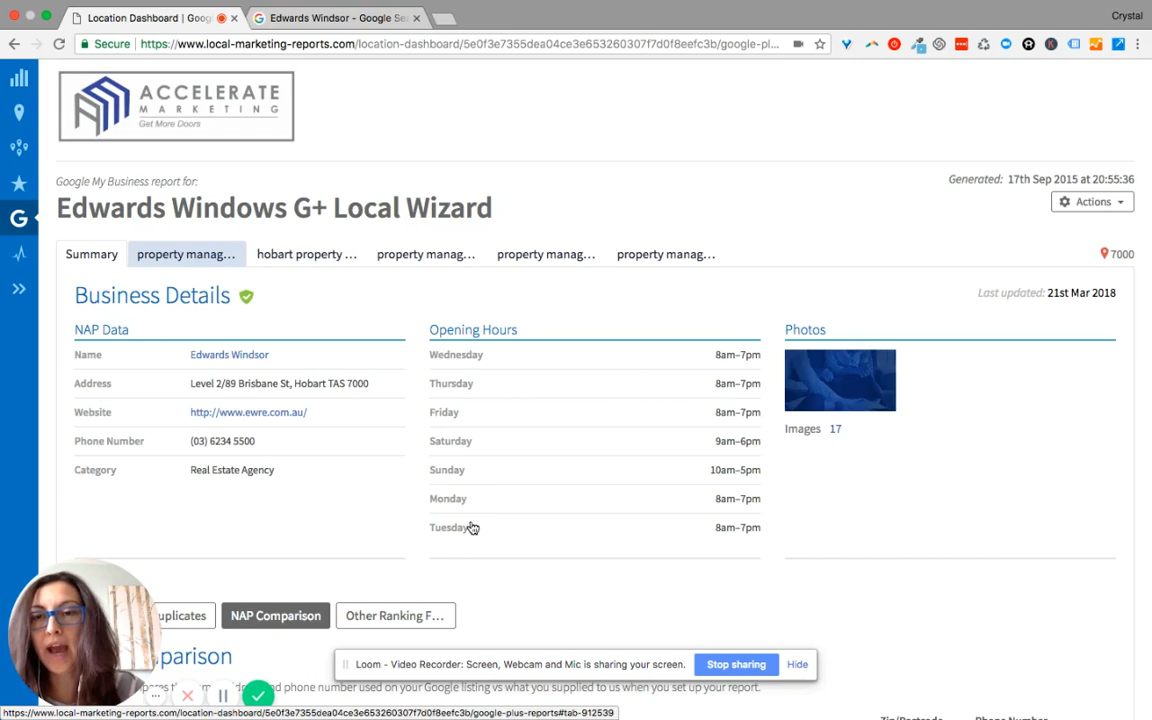 Location Dashboard | Goog
Edwards Windsor - Google Se
Crystal
Secure
https://www.local-marketing-reports.com/location-dashboard/5e0f3e7355dea04ce3e653260f7d0f8eefc3b/google-pl...
ACCELERATE
MARKETING
Get More Doors
Google My Business report for:
Generated: 17th Sep 2015 at 20:55:36
Edwards Windows G+ Local Wizard
Actions
Summary
property manag...
hobart property ...
property manag...
property manag...
property manag...
7000
Business Details
Last updated: 21st Mar 2018
NAP Data
Name Edwards Windsor
Address Level 2/89 Brisbane St, Hobart TAS 7000
Website http://www.ewre.com.au/
Phone Number (03) 6234 5500
Category Real Estate Agency
Opening Hours
Wednesday 8am–7pm
Thursday 8am–7pm
Friday 8am–7pm
Saturday 9am–6pm
Sunday 10am–5pm
Monday 8am–7pm
Tuesday 8am–7pm
Photos
Images 17
uplicates
NAP Comparison
Other Ranking F...
parison
Loom - Video Recorder: Screen, Webcam and Mic is sharing your screen.
Stop sharing
Hide
phone number used on your Google listing vs what you supplied to us when you set up your report.
https://www.local-marketing-reports.com/location-dashboard/5e0f3e7355dea04ce3e653260f7d0f8eefc3b/google-plus-reports#tab-912539
Zip/Postcode
Phone Number